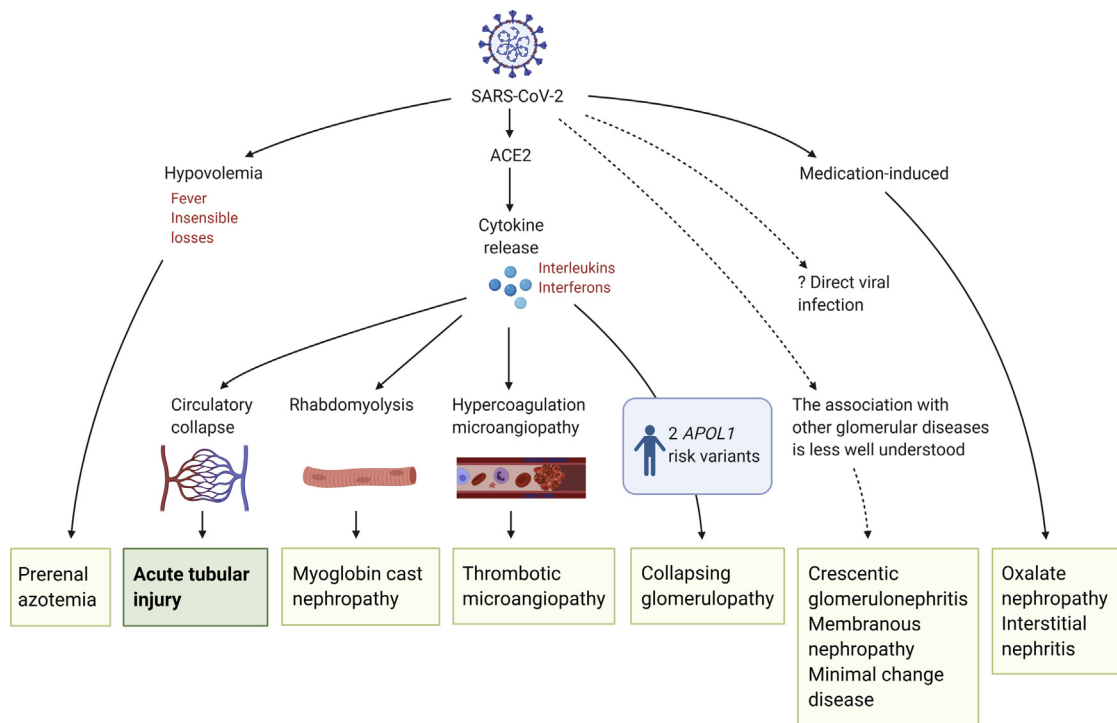 SARS-CoV-2
ACE2
Hypovolemia
Fever
Insensible
losses
Medication-induced
Cytokine
release
Interleukins
Interferons
? Direct viral
infection
Circulatory
collapse
Rhabdomyolysis
Hypercoagulation
microangiopathy
2 APOL1
risk variants
The association with
other glomerular diseases
is less well understood
Prerenal
azotemia
Acute tubular
injury
Myoglobin cast
nephropathy
Thrombotic
microangiopathy
Collapsing
glomerulopathy
Crescentic
glomerulonephritis
Membranous
nephropathy
Minimal change
disease
Oxalate
nephropathy
Interstitial
nephritis